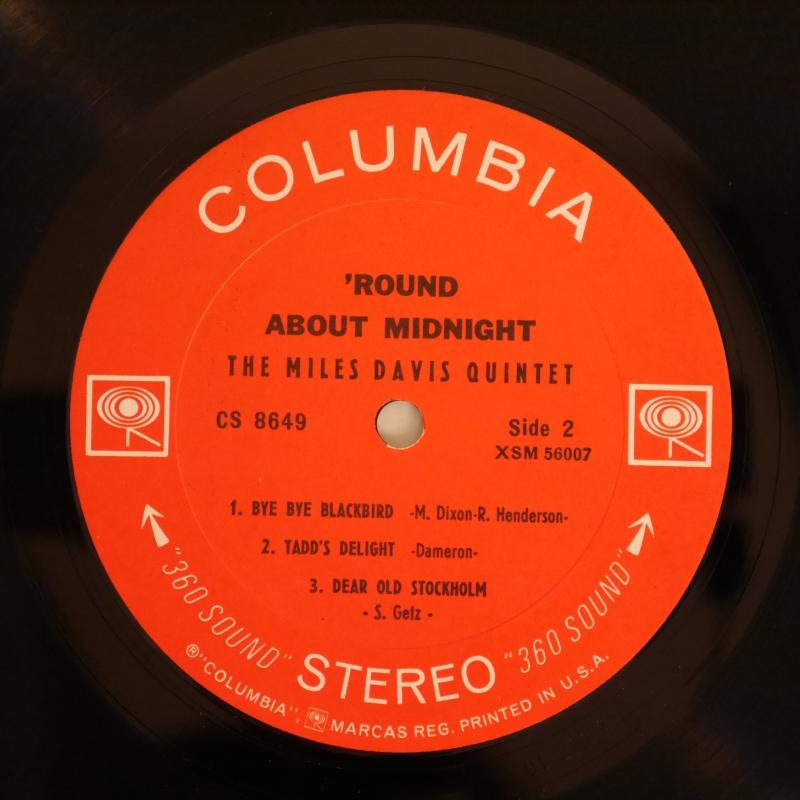 COLUMBIA
'ROUND
ABOUT MIDNIGHT
THE MILES DAVIS QUINTET
CS 8649
Side 2
XSM 56007
1. BYE BYE BLACKBIRD -M. Dixon-R. Henderson-
2. TADD'S DELIGHT -Dameron-
3. DEAR OLD STOCKHOLM
- S. Getz -
"360 SOUND" STEREO "360 SOUND"
®"COLUMBIA", MARCAS REG. PRINTED IN U.S.A.